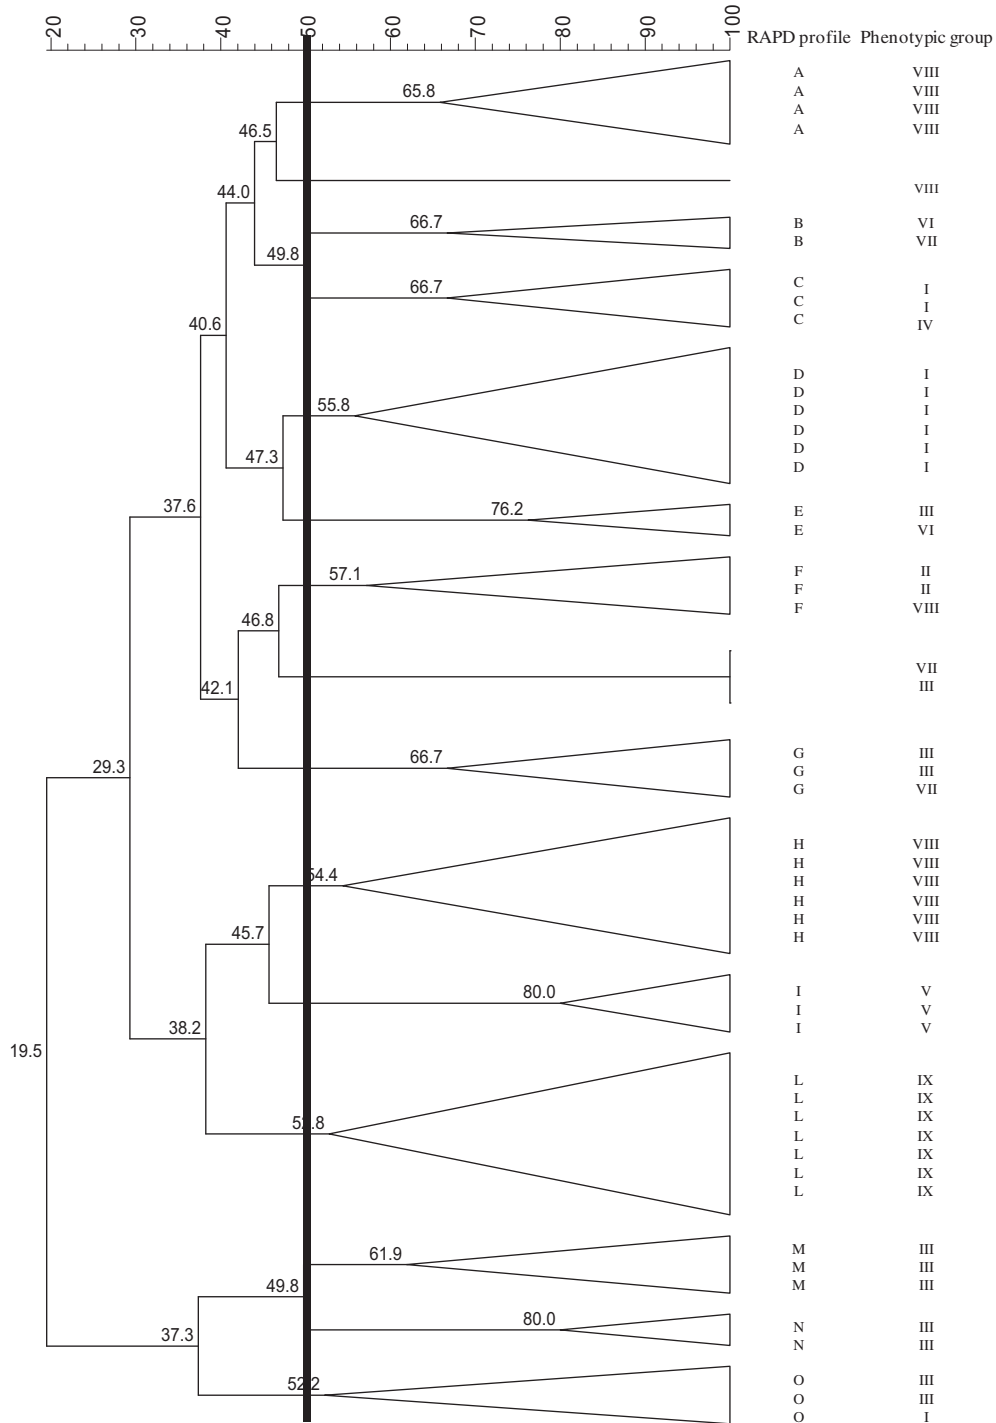 20 30 40 50 60 70 80 90 100 RAPD profile Phenotypic group
A VIII
65.8 A VIII
A VIII
46.5 A VIII
44.0 VIII
66.7 B VI
49.8 B VII
66.7 C I
C I
40.6 C IV
D I
D I
55.8 D I
D I
47.3 D I
D I
37.6 76.2 E III
E VI
57.1 F II
F II
46.8 F VIII
VII
42.1 III
29.3 66.7 G III
G III
G VII
H VIII
H VIII
54.4 H VIII
H VIII
45.7 H VIII
H VIII
80.0 I V
I V
38.2 I V
19.5
L IX
L IX
52.8 L IX
L IX
L IX
L IX
L IX
61.9 M III
M III
49.8 M III
80.0 N III
37.3 N III
52.2 O III
O III
O I